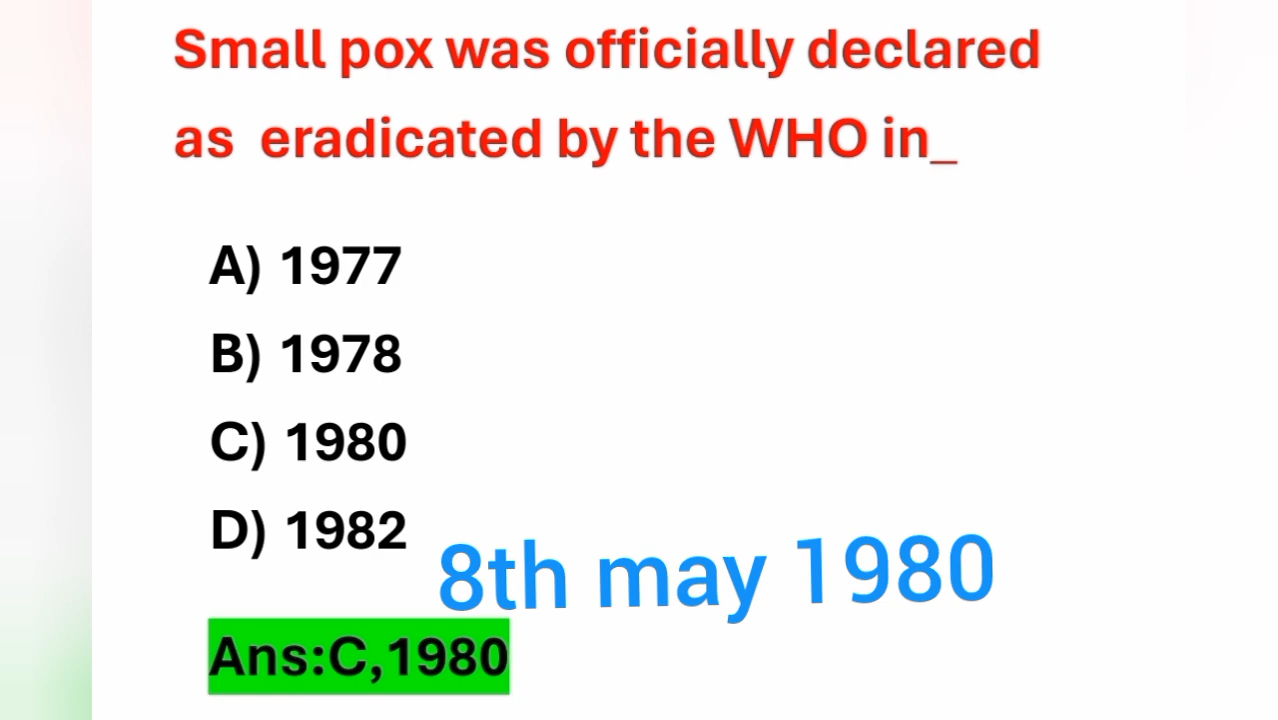 Small pox was officially declared
as eradicated by the WHO in_
A) 1977
B) 1978
C) 1980
D) 1982
8th may 1980
Ans:C,1980